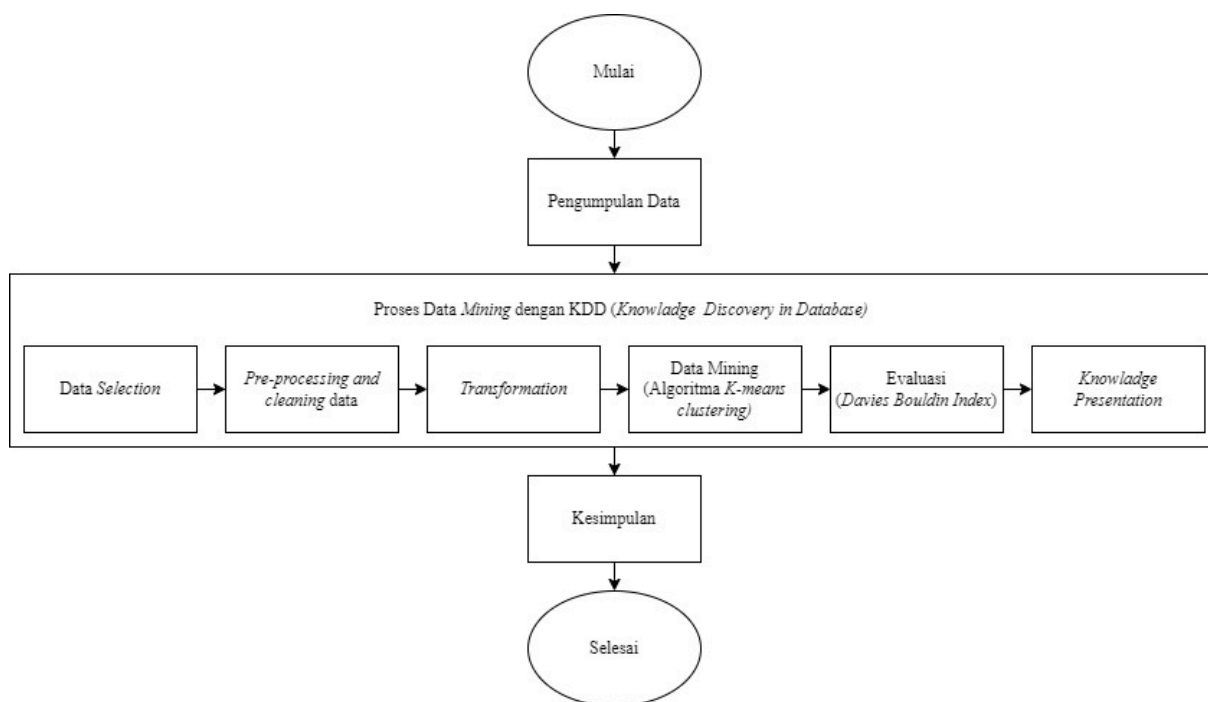 Mulai
Pengumpulan Data
Proses Data Mining dengan KDD (Knowladge Discovery in Database)
Data Selection
Pre-processing and
cleaning data
Transformation
Data Mining
(Algoritma K-means
clustering)
Evaluasi
(Davies Bouldin Index)
Knowladge
Presentation
Kesimpulan
Selesai